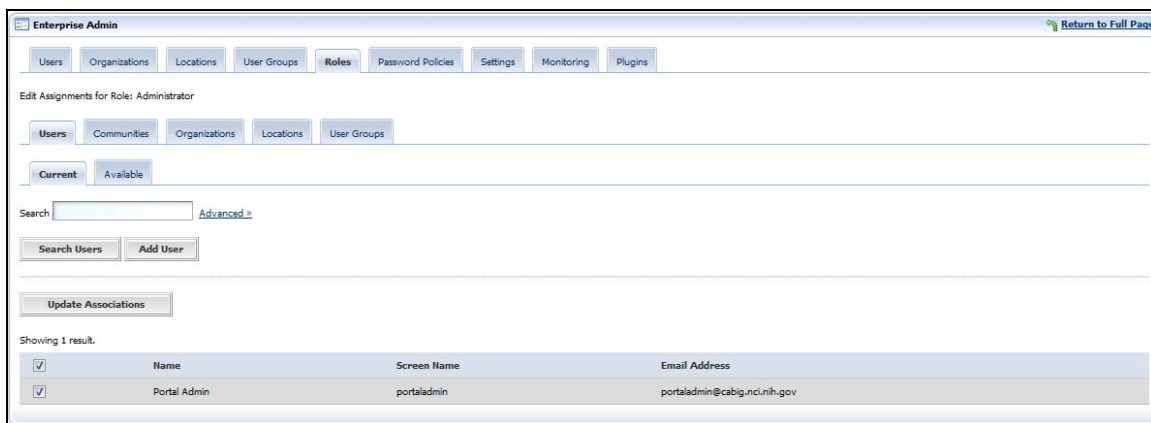 Enterprise Admin Return to Full Page
Users Organizations Locations User Groups Roles Password Policies Settings Monitoring Plugins
Edit Assignments for Role: Administrator
Users Communities Organizations Locations User Groups
Current Available
Search Advanced »
Search Users Add User
Update Associations
Showing 1 result.
Name Screen Name Email Address
Portal Admin portaladmin portaladmin@cabig.nci.nih.gov